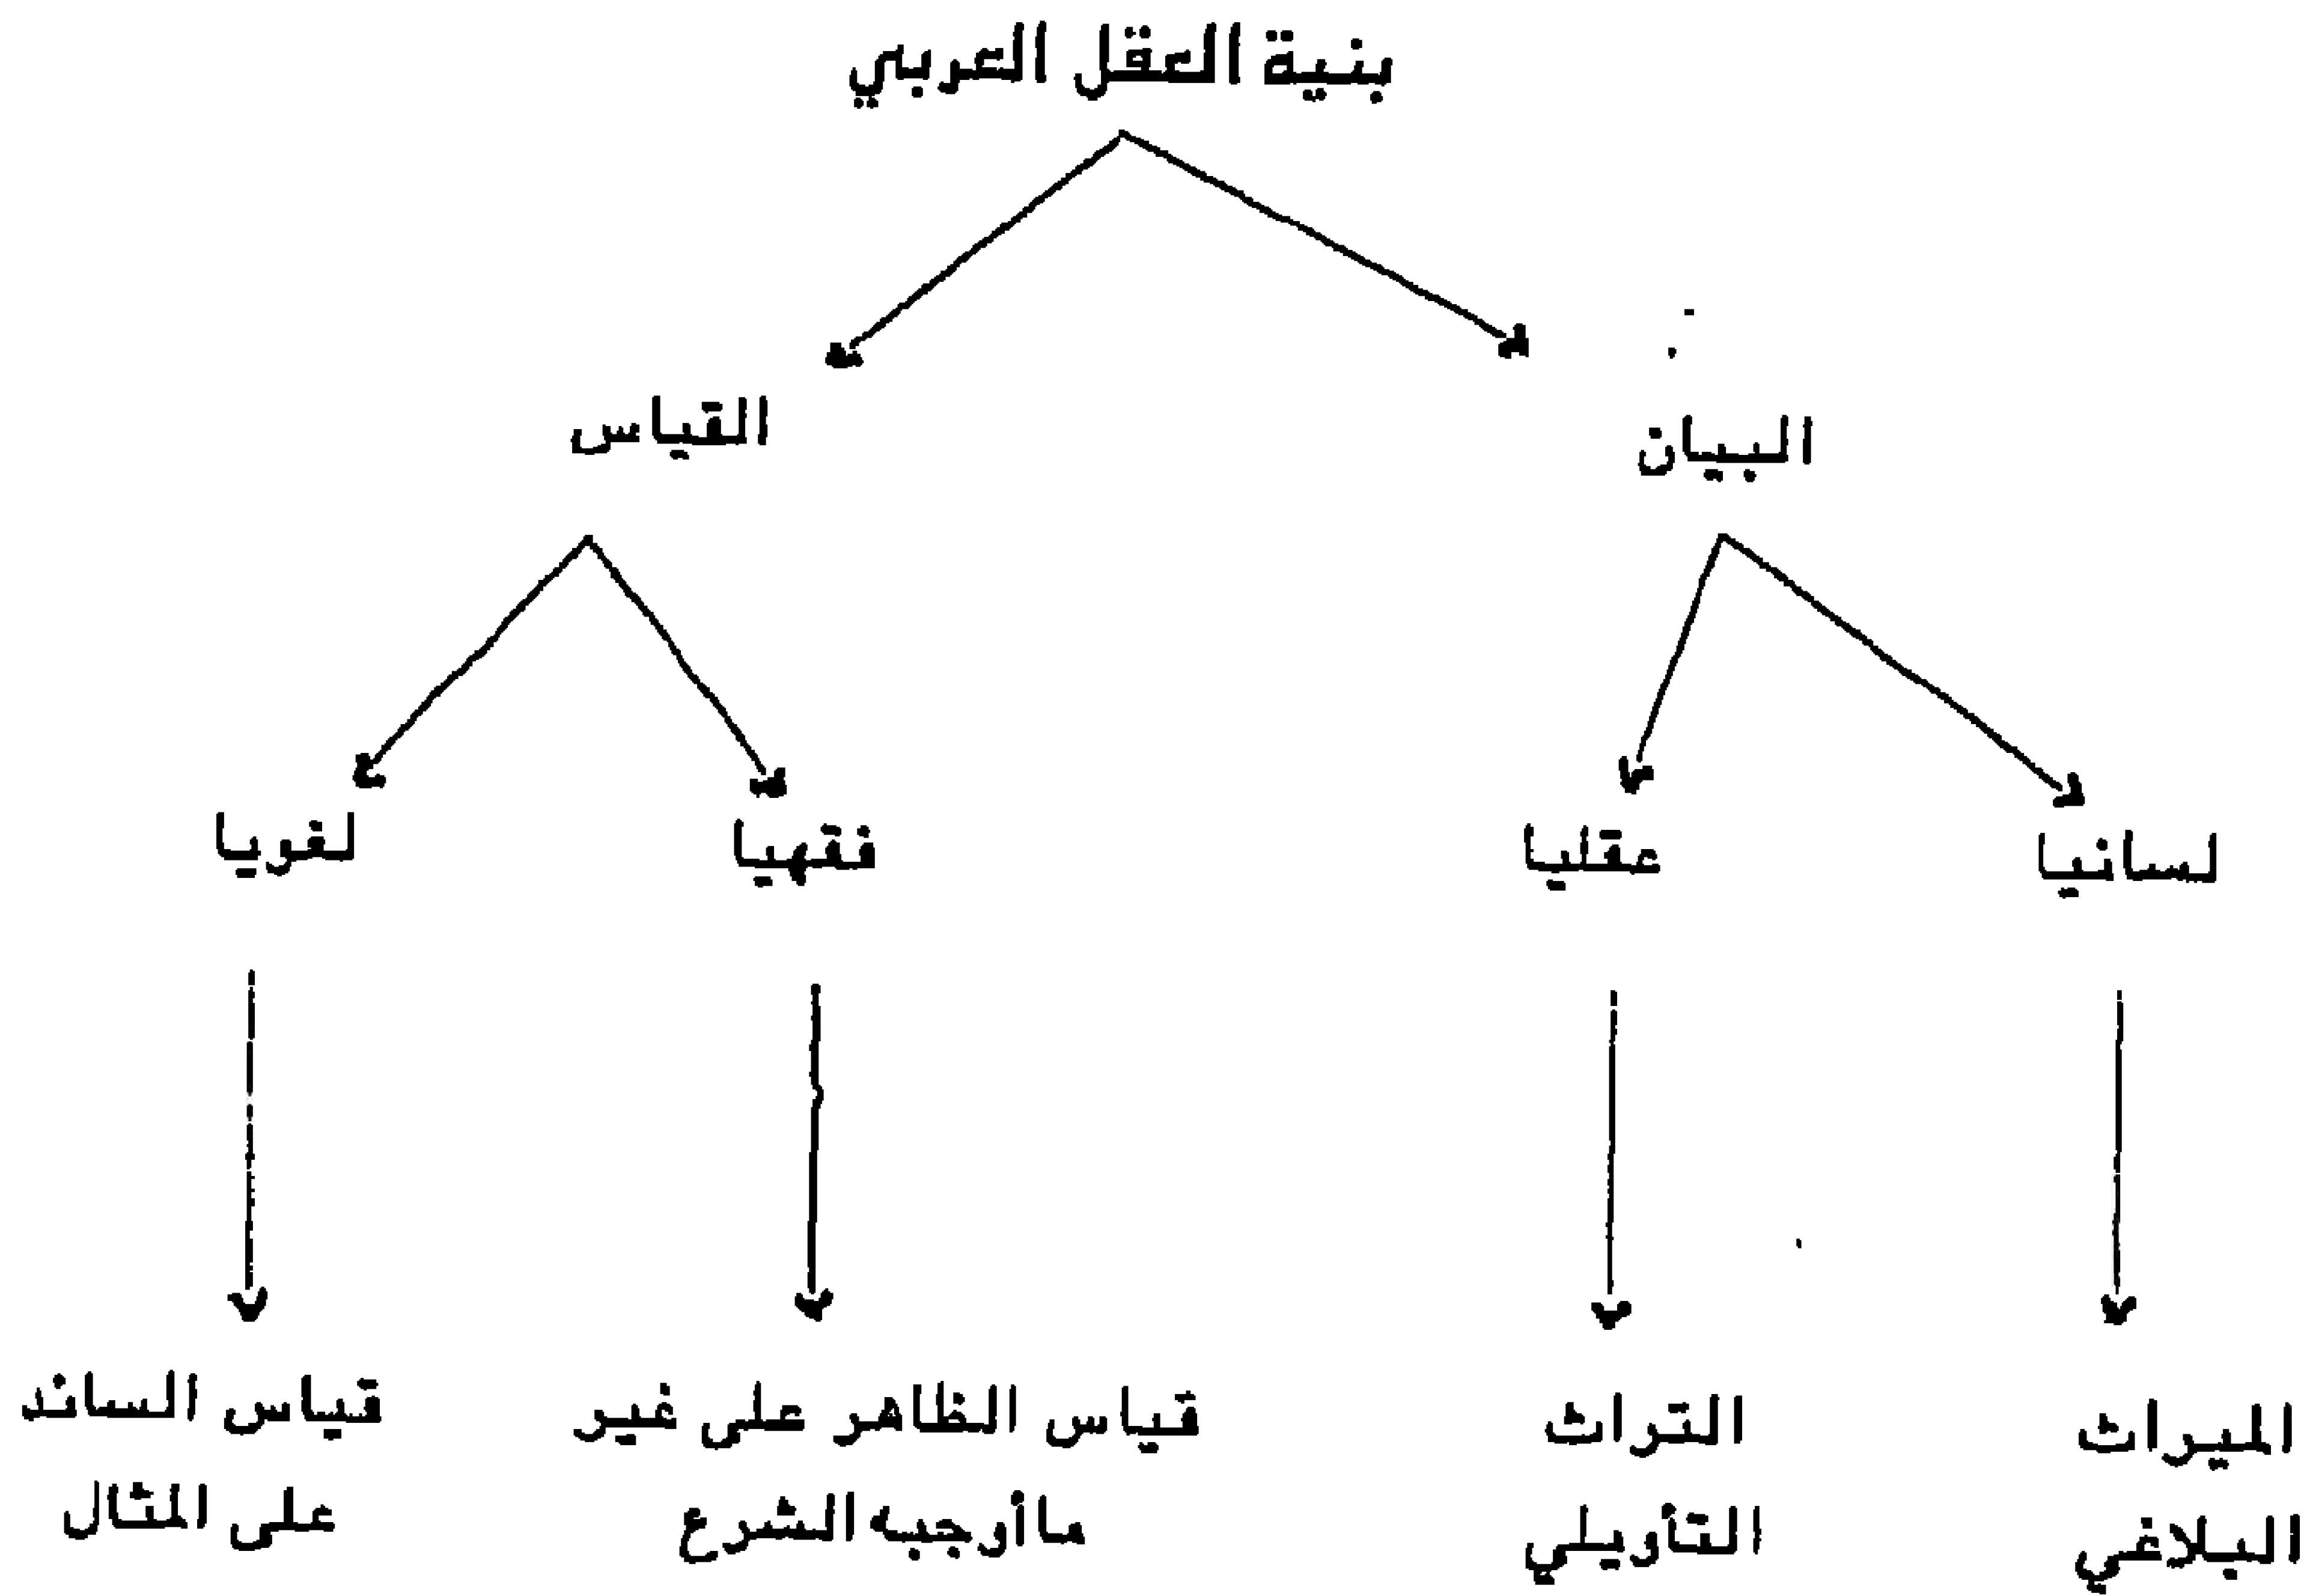 بنية العقل العربي
البيان
القياس
لسانيا
عقليا
فقهيا
لغويا
الميراث
البلاغي
التراث
التأويلي
قياس الظاهر على غير
ما أوجبه الشرع
قياس الساند
على المثال